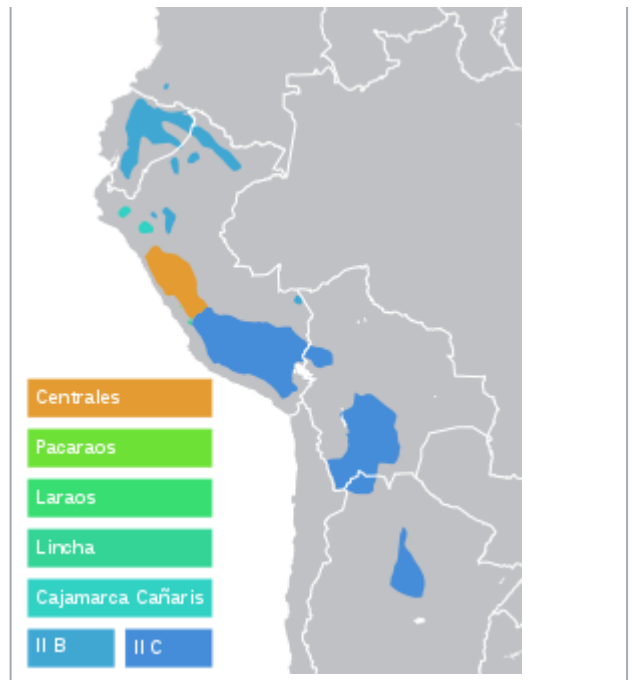 Centrales
Pacaraos
Laraos
Lincha
Cajamarca Cañaris
II B
II C